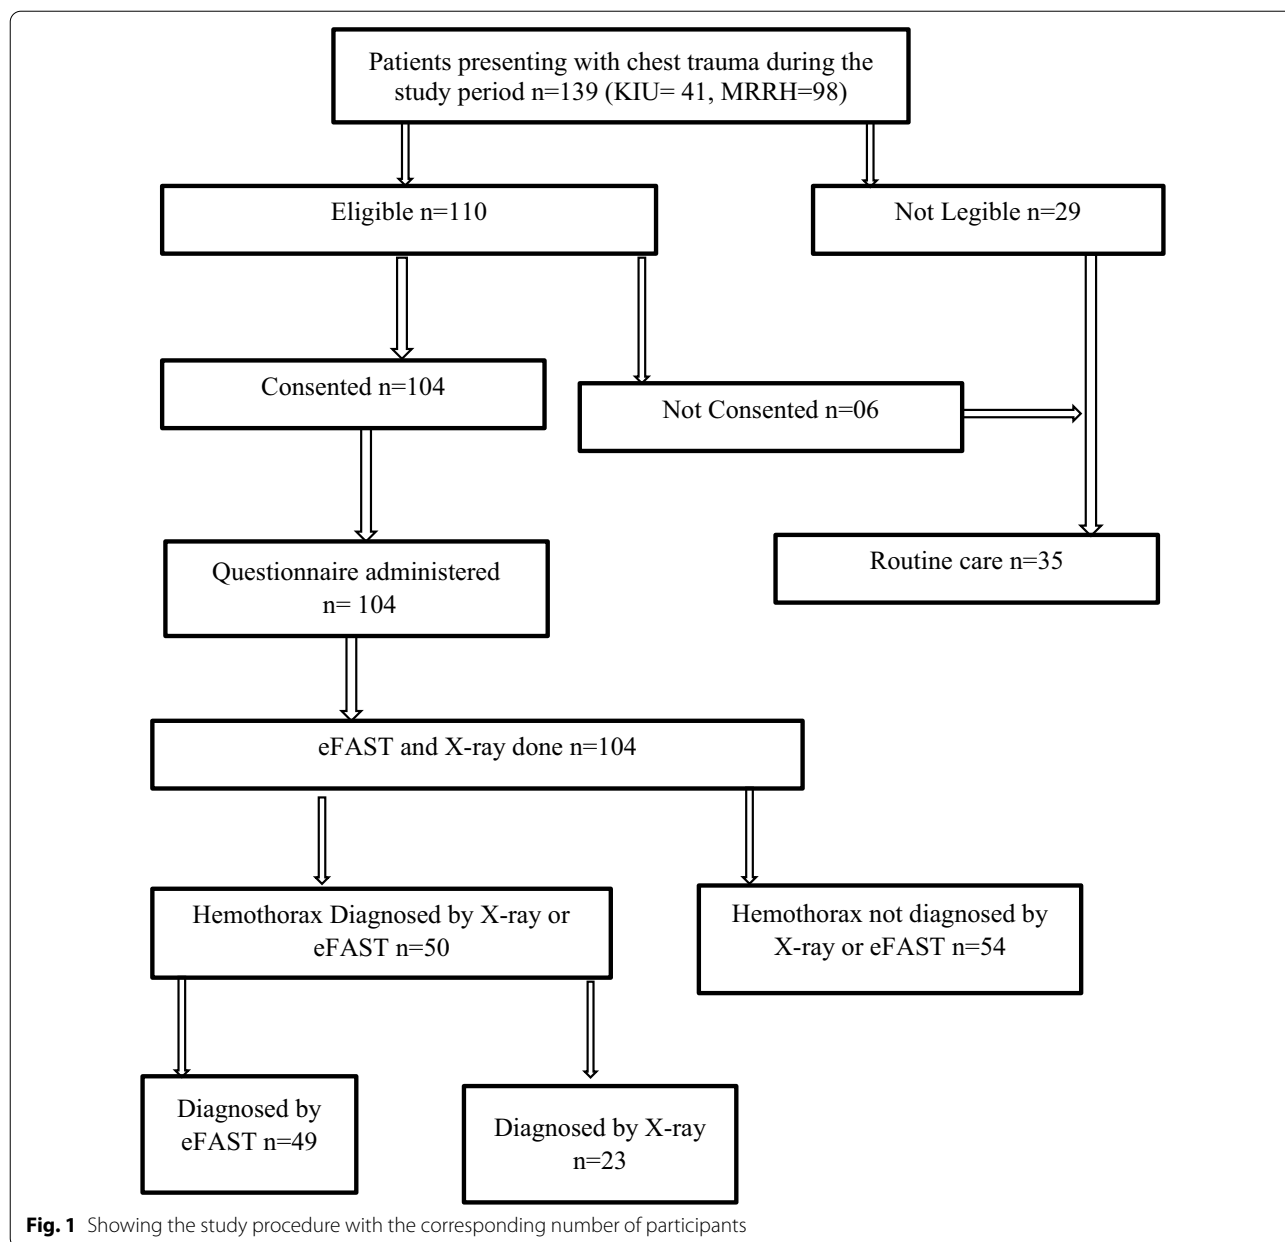 Patients presenting with chest trauma during the
study period n=139 (KIU= 41, MRRH=98)
Eligible n=110
Not Legible n=29
Consented n=104
Not Consented n=06
Questionnaire administered
n= 104
Routine care n=35
eFAST and X-ray done n=104
Hemothorax Diagnosed by X-ray or
eFAST n=50
Hemothorax not diagnosed by
X-ray or eFAST n=54
Diagnosed by
eFAST n=49
Diagnosed by X-ray
n=23
Fig. 1 Showing the study procedure with the corresponding number of participants